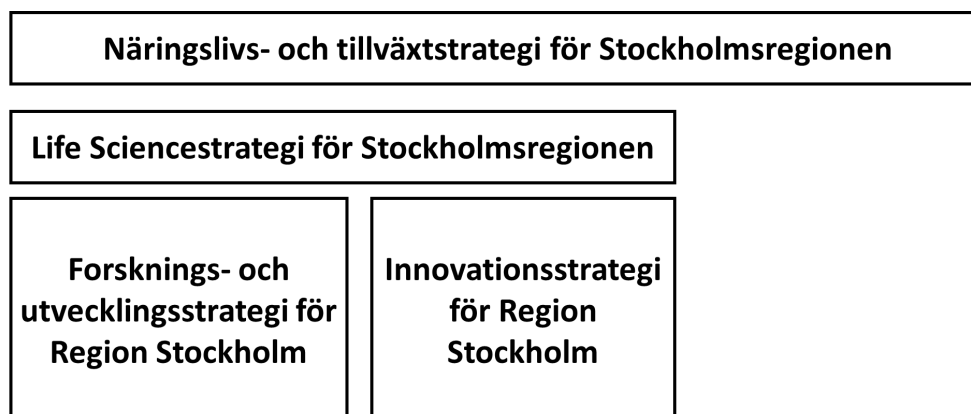 Näringslivs- och tillväxtstrategi för Stockholmsregionen
Life Sciencestrategi för Stockholmsregionen
Forsknings- och
utvecklingsstrategi för
Region Stockholm
Innovationsstrategi
för Region
Stockholm